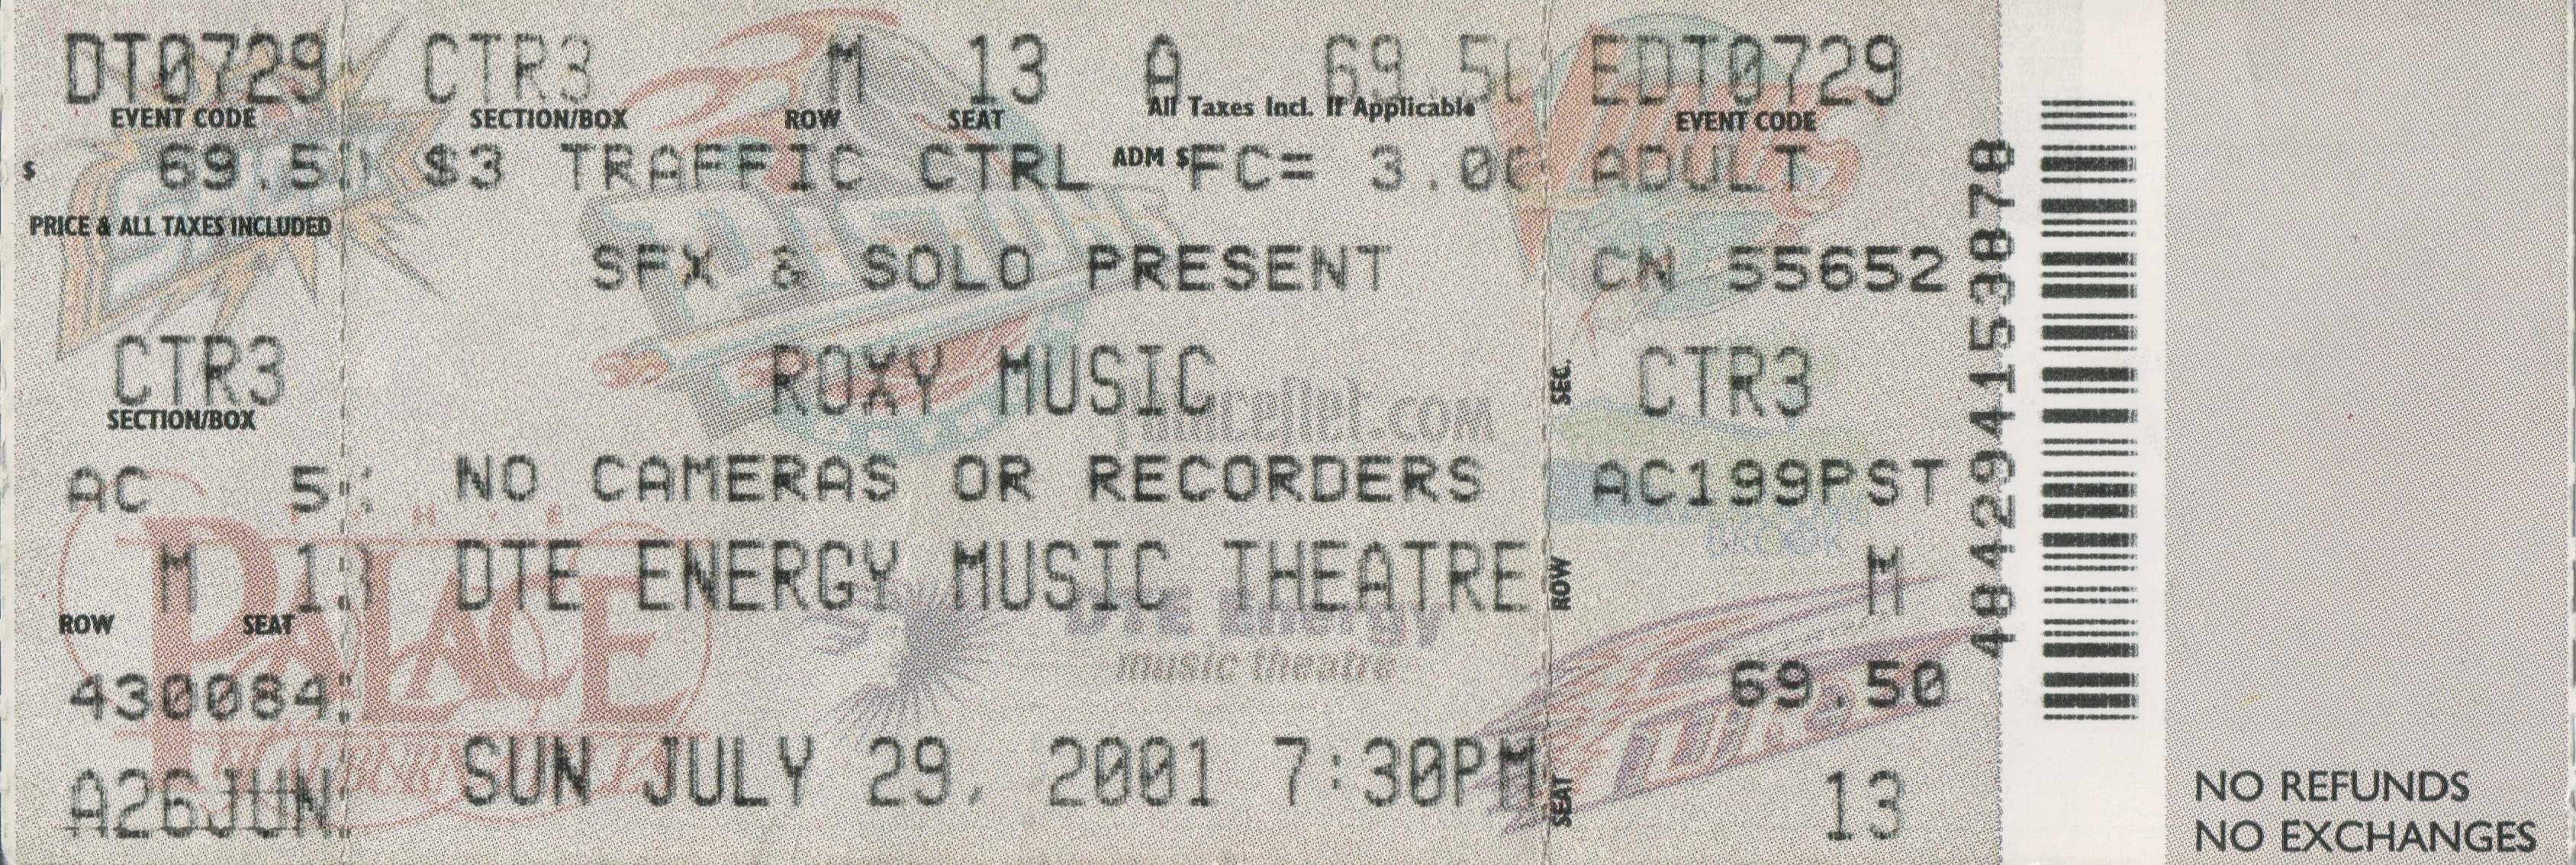 DT0729 CTR3 M 13 A 69.50 EDT0729
EVENT CODE SECTION/BOX ROW SEAT All Taxes Incl. If Applicable EVENT CODE
$ 69.50 $3 TRAFFIC CTRL ADM $ FC= 3.00 ADULT
PRICE & ALL TAXES INCLUDED
SFX & SOLO PRESENT CN 55652
CTR3 ROXY MUSIC SEC. CTR3
SECTION/BOX
.com
AC 5 NO CAMERAS OR RECORDERS AC199PST
THE
PALACE
M 13 DTE ENERGY MUSIC THEATRE ROW M
ROW SEAT
DTE Energy
music theatre
430084 69.50
A26JUN SUN JULY 29, 2001 7:30PM SEAT 13
484294153878
NO REFUNDS
NO EXCHANGES